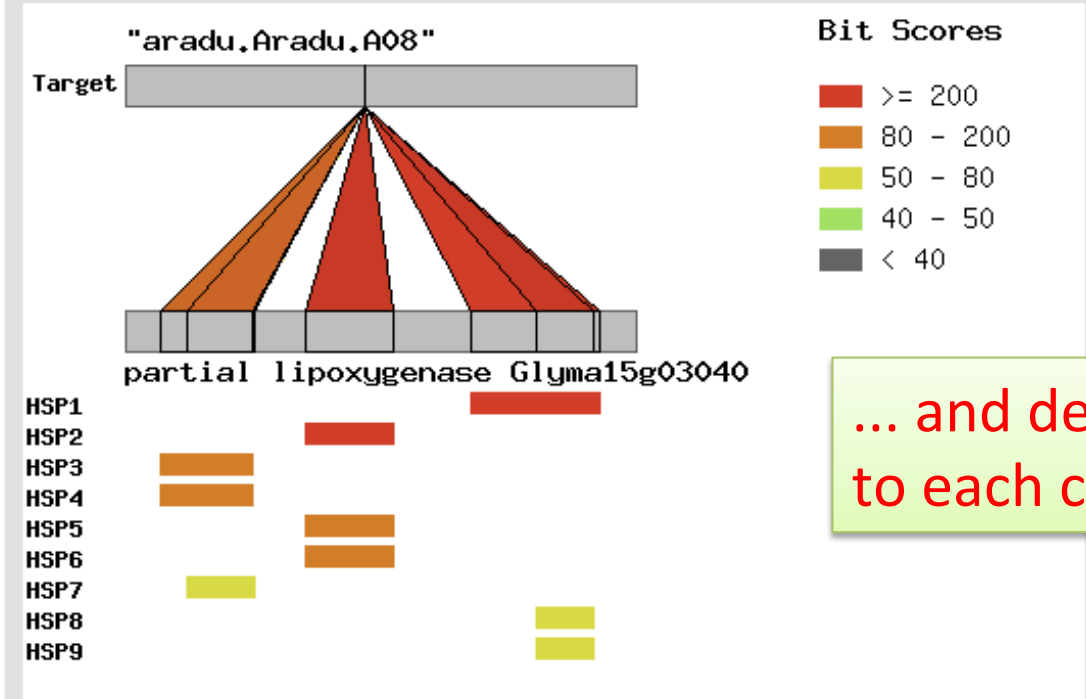 "aradu.Aradu.A08"
Target
partial lipoxygenase Glyma15g03040
HSP1
HSP2
HSP3
HSP4
HSP5
HSP6
HSP7
HSP8
HSP9
Bit Scores
>= 200
80 - 200
50 - 80
40 - 50
< 40
... and de
to each c